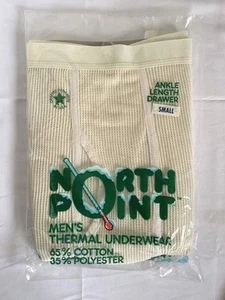 ANKLE
LENGTH
DRAWER
SMALL
NORTH
POINT
MEN'S
THERMAL UNDERWEAR
65% COTTON
35% POLYESTER